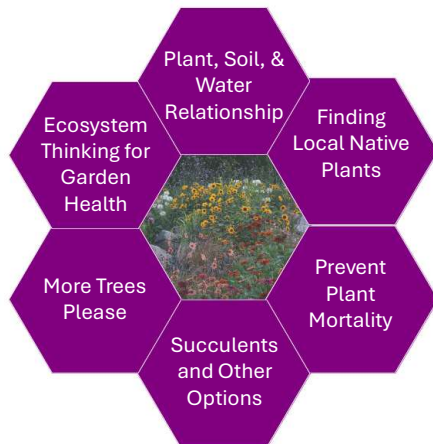 Plant, Soil, &
Water
Relationship
Finding
Local Native
Plants
Prevent
Plant
Mortality
Succulents
and Other
Options
More Trees
Please
Ecosystem
Thinking for
Garden
Health